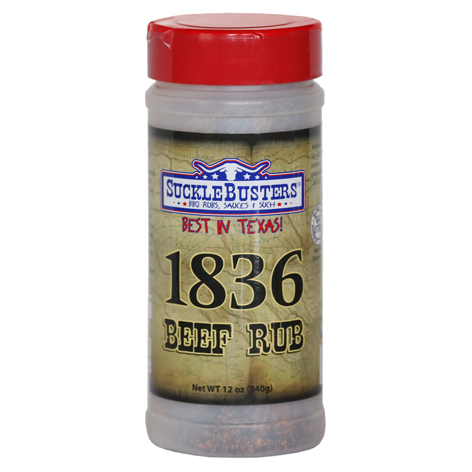 SUCKLEBUSTERS®
BBQ RUBS, SAUCES & SUCH
BEST IN TEXAS!
1836
BEEF RUB
Net WT 12 oz (340g)